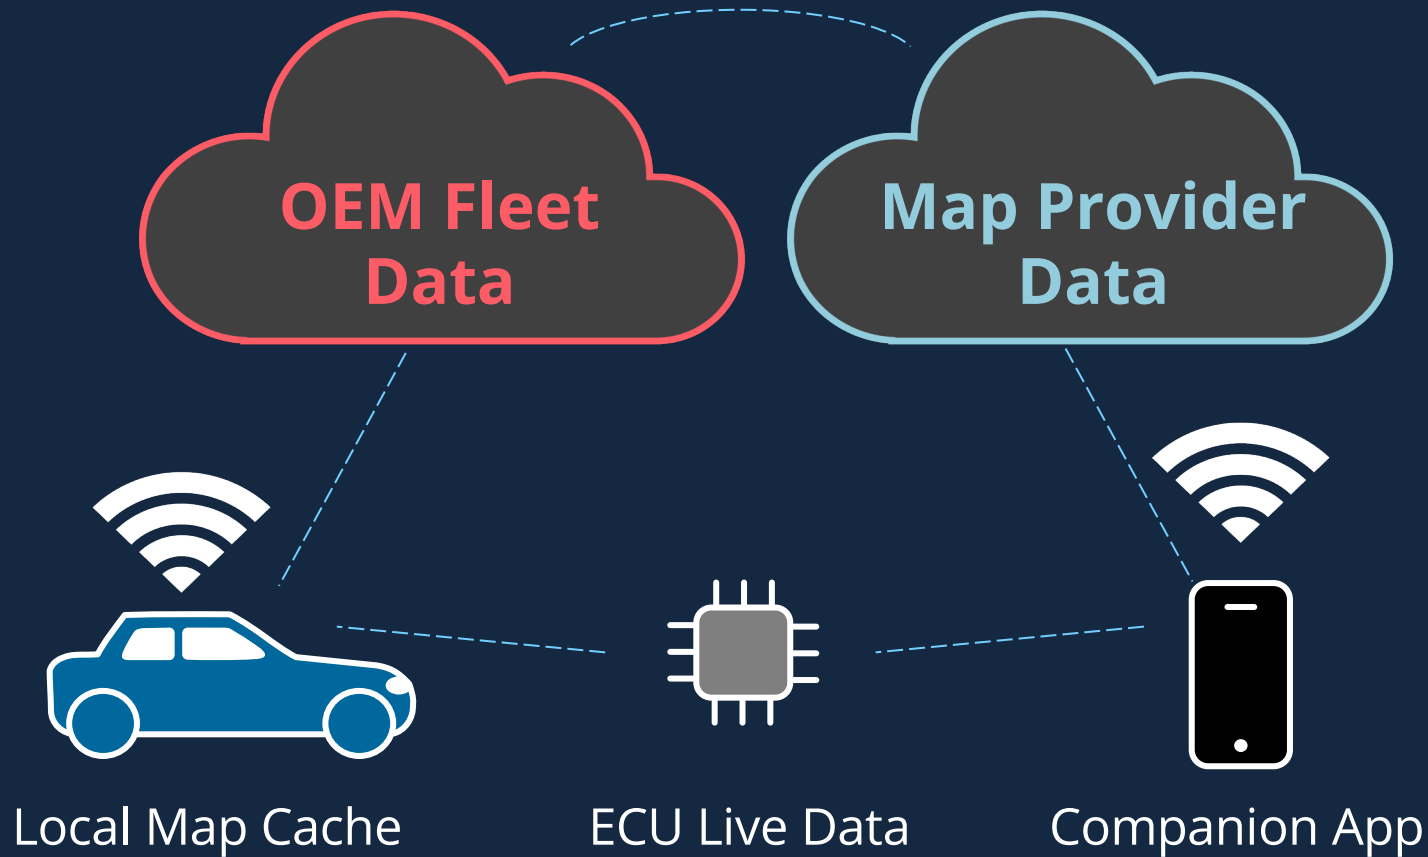 OEM Fleet
Data
Map Provider
Data
Local Map Cache
ECU Live Data
Companion App